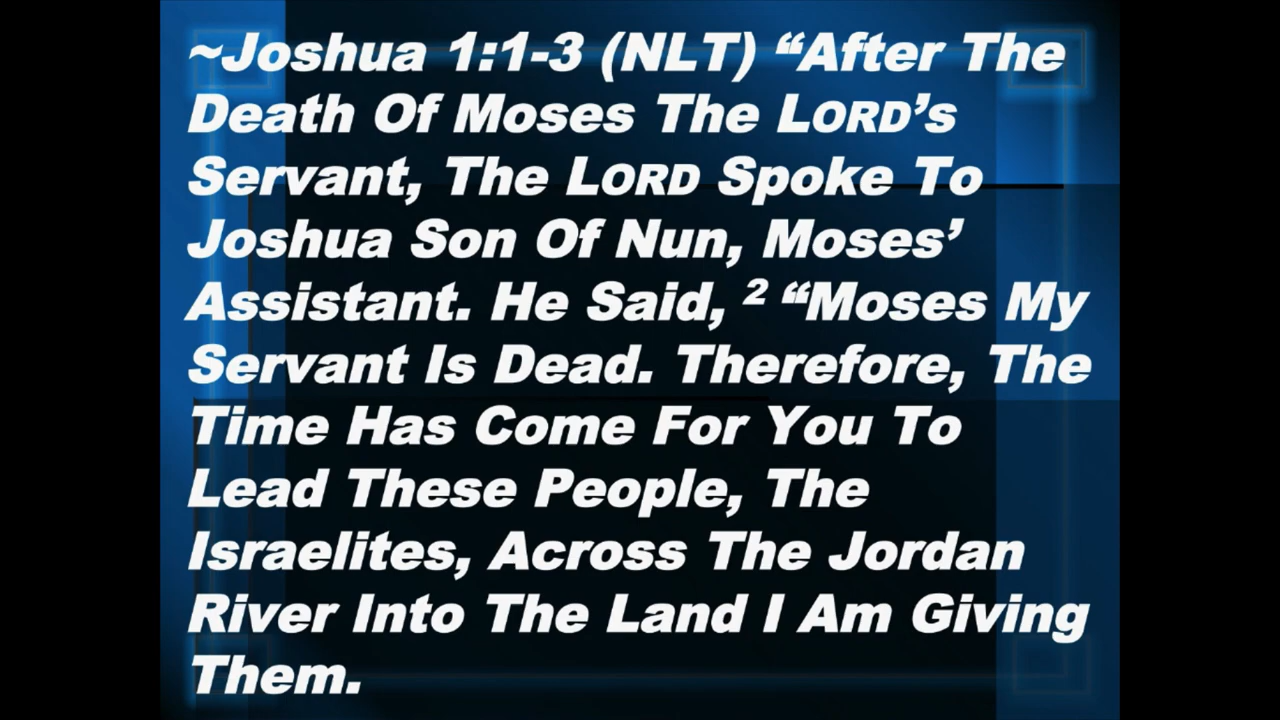 ~Joshua 1:1-3 (NLT) “After The
Death Of Moses The LORD’s
Servant, The LORD Spoke To
Joshua Son Of Nun, Moses’
Assistant. He Said, ² “Moses My
Servant Is Dead. Therefore, The
Time Has Come For You To
Lead These People, The
Israelites, Across The Jordan
River Into The Land I Am Giving
Them.